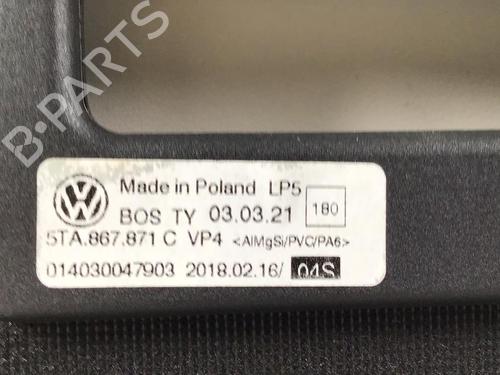 B-PARTS
Made in Poland LP5
BOS TY 03.03.21 180
5TA.867.871 C VP4 <AlMgSi/PVC/PA6>
014030047903 2018.02.16/ 04S